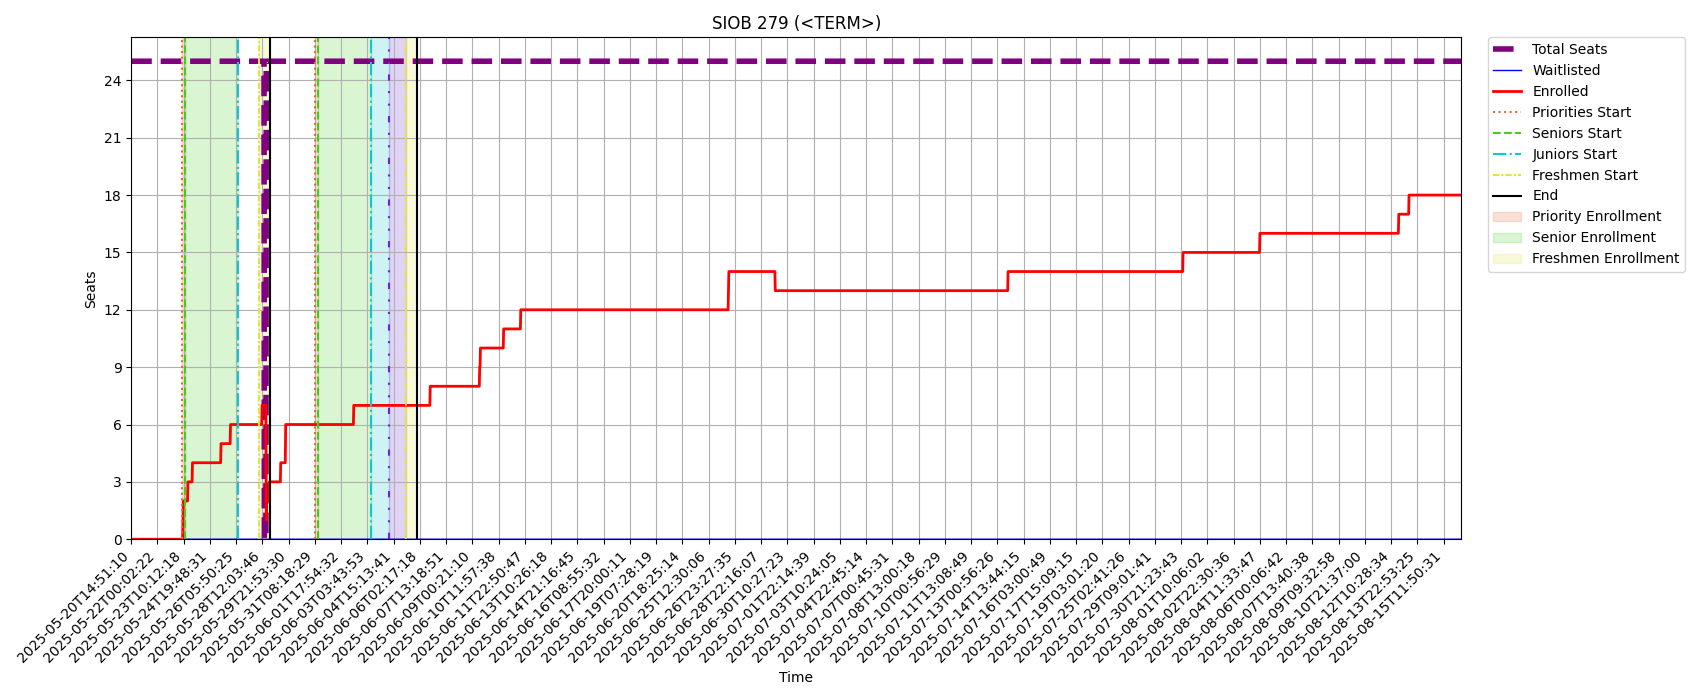 SIOB 279 (<TERM>)
Total Seats
Waitlisted
Enrolled
Priorities Start
Seniors Start
Juniors Start
Freshmen Start
End
Priority Enrollment
Senior Enrollment
Freshmen Enrollment
Seats
24
21
18
15
12
9
6
3
0
2025-05-20T14:51:10
2025-05-22T00:02:22
2025-05-23T10:12:18
2025-05-24T19:48:31
2025-05-26T05:50:25
2025-05-28T12:03:46
2025-05-29T21:53:30
2025-05-31T08:18:29
2025-06-01T17:54:32
2025-06-03T03:43:53
2025-06-04T15:13:41
2025-06-06T02:17:18
2025-06-07T13:18:51
2025-06-09T00:21:10
2025-06-10T11:57:38
2025-06-11T22:50:47
2025-06-13T10:26:18
2025-06-14T21:16:45
2025-06-16T08:55:32
2025-06-17T20:00:11
2025-06-19T07:28:19
2025-06-20T18:25:14
2025-06-25T12:30:06
2025-06-26T23:27:35
2025-06-28T22:16:07
2025-06-30T10:27:23
2025-07-01T22:14:39
2025-07-03T10:24:05
2025-07-04T22:45:14
2025-07-07T00:45:31
2025-07-08T13:00:18
2025-07-10T00:56:29
2025-07-11T13:08:49
2025-07-13T00:56:26
2025-07-14T13:44:15
2025-07-16T03:00:49
2025-07-17T15:09:15
2025-07-19T03:01:20
2025-07-25T02:41:26
2025-07-29T09:01:41
2025-07-30T21:23:43
2025-08-01T10:06:02
2025-08-02T22:30:36
2025-08-04T11:33:47
2025-08-06T00:06:42
2025-08-07T13:40:38
2025-08-09T09:32:58
2025-08-10T21:37:00
2025-08-12T10:28:34
2025-08-13T22:53:25
2025-08-15T11:50:31
Time